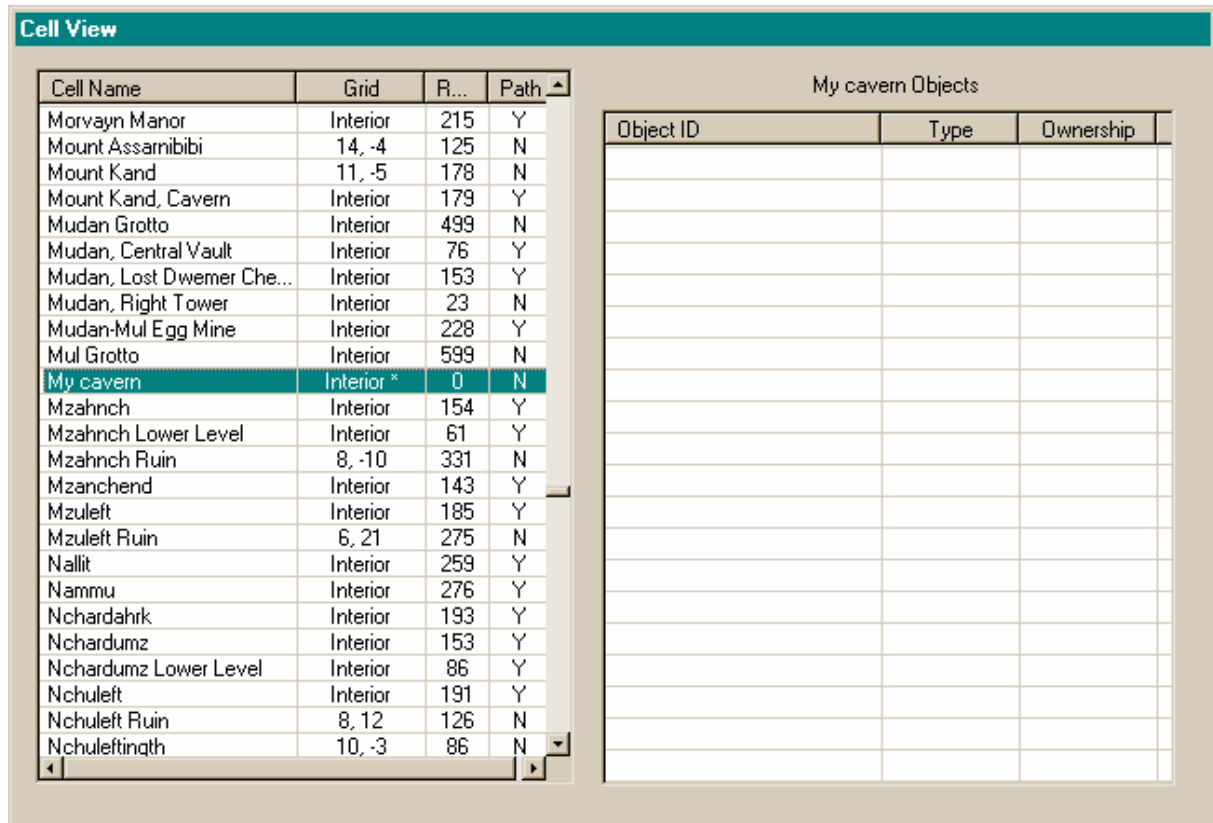 Cell View
My cavern Objects
Cell Name Grid R... Path
Morvayn Manor Interior 215 Y
Mount Assarnibibi 14, -4 125 N
Mount Kand 11, -5 178 N
Mount Kand, Cavern Interior 179 Y
Mudan Grotto Interior 499 N
Mudan, Central Vault Interior 76 Y
Mudan, Lost Dwemer Che... Interior 153 Y
Mudan, Right Tower Interior 23 N
Mudan-Mul Egg Mine Interior 228 Y
Mul Grotto Interior 599 N
My cavern Interior * 0 N
Mzahnch Interior 154 Y
Mzahnch Lower Level Interior 61 Y
Mzahnch Ruin 8, -10 331 N
Mzanchend Interior 143 Y
Mzuleft Interior 185 Y
Mzuleft Ruin 6, 21 275 N
Nallit Interior 259 Y
Nammu Interior 276 Y
Nchardahrk Interior 193 Y
Nchardumz Interior 153 Y
Nchardumz Lower Level Interior 86 Y
Nchuleft Interior 191 Y
Nchuleft Ruin 8, 12 126 N
Nchuleftingth 10, -3 86 N
Object ID Type Ownership